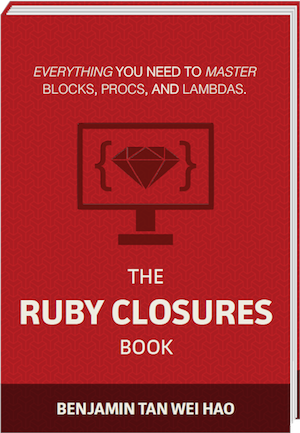 EVERYTHING YOU NEED TO MASTER
BLOCKS, PROCS, AND LAMBDAS.
{ }
THE
RUBY CLOSURES
BOOK
BENJAMIN TAN WEI HAO